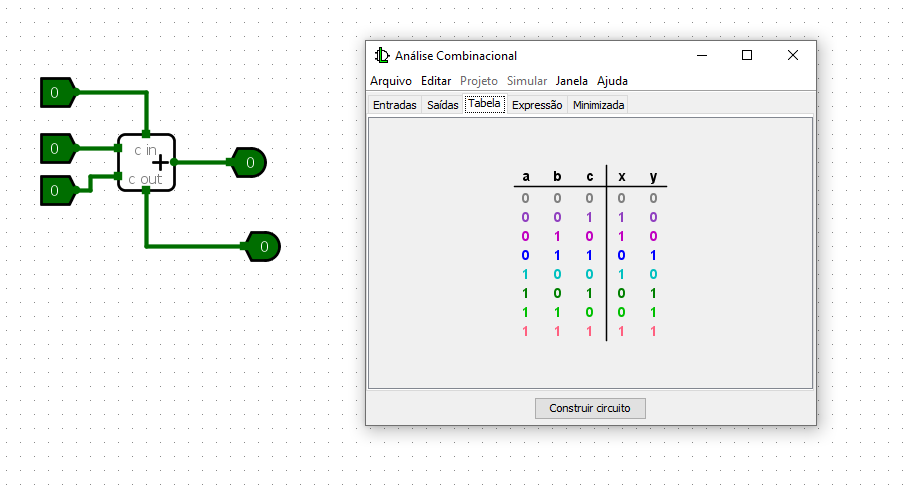 0
0
0
c in
+
c out
0
0
Análise Combinacional
Arquivo Editar Projeto Simular Janela Ajuda
Entradas Saídas Tabela Expressão Minimizada
a b c x y
0 0 0 0 0
0 0 1 1 0
0 1 0 1 0
0 1 1 0 1
1 0 0 1 0
1 0 1 0 1
1 1 0 0 1
1 1 1 1 1
Construir circuito